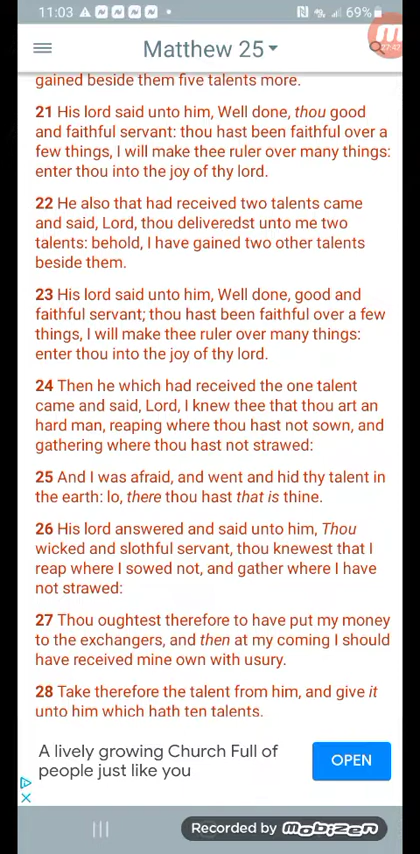 11:03
69%
Matthew 25
27:47
gained beside them five talents more.
21 His lord said unto him, Well done, thou good
and faithful servant: thou hast been faithful over a
few things, I will make thee ruler over many things:
enter thou into the joy of thy lord.
22 He also that had received two talents came
and said, Lord, thou deliveredst unto me two
talents: behold, I have gained two other talents
beside them.
23 His lord said unto him, Well done, good and
faithful servant; thou hast been faithful over a few
things, I will make thee ruler over many things:
enter thou into the joy of thy lord.
24 Then he which had received the one talent
came and said, Lord, I knew thee that thou art an
hard man, reaping where thou hast not sown, and
gathering where thou hast not strawed:
25 And I was afraid, and went and hid thy talent in
the earth: lo, there thou hast that is thine.
26 His lord answered and said unto him, Thou
wicked and slothful servant, thou knewest that I
reap where I sowed not, and gather where I have
not strawed:
27 Thou oughtest therefore to have put my money
to the exchangers, and then at my coming I should
have received mine own with usury.
28 Take therefore the talent from him, and give it
unto him which hath ten talents.
A lively growing Church Full of
people just like you
OPEN
Recorded by mobizen